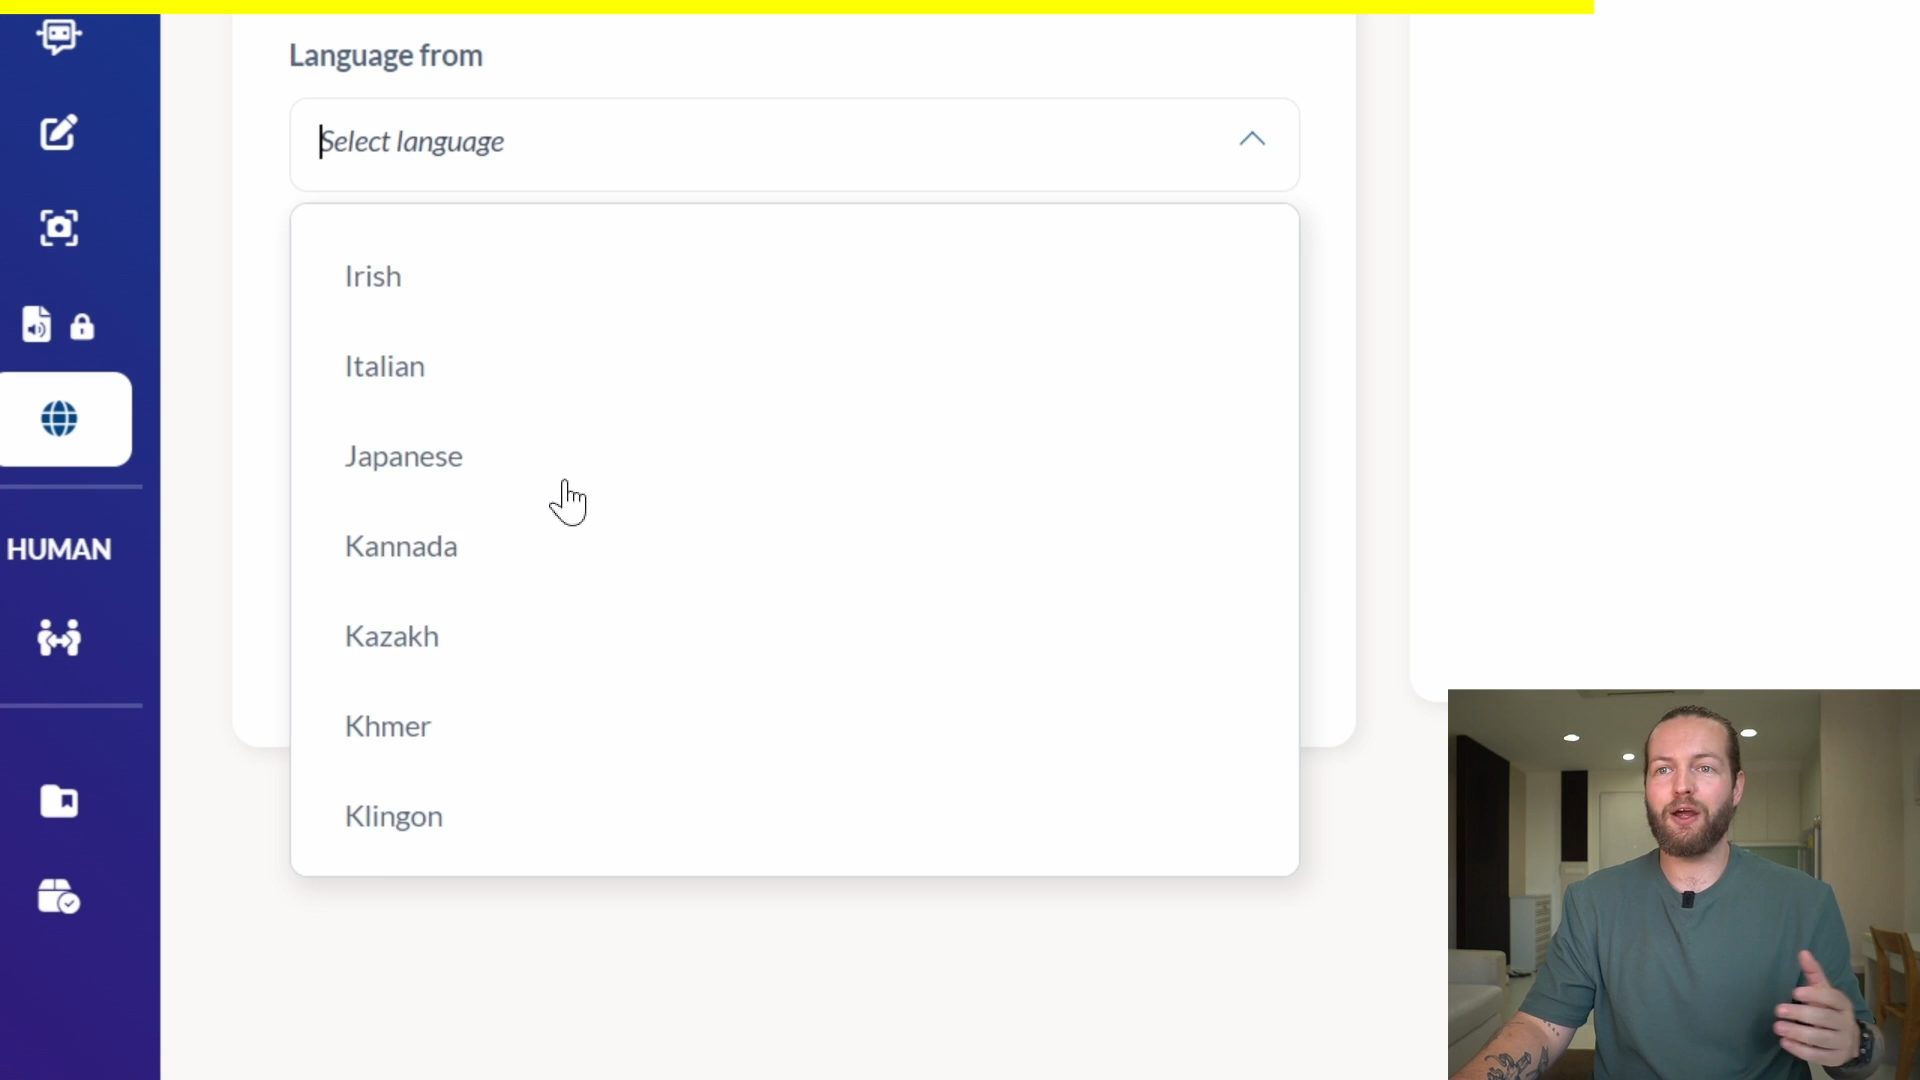 Language from
Select language
Irish
Italian
Japanese
Kannada
HUMAN
Kazakh
Khmer
Klingon